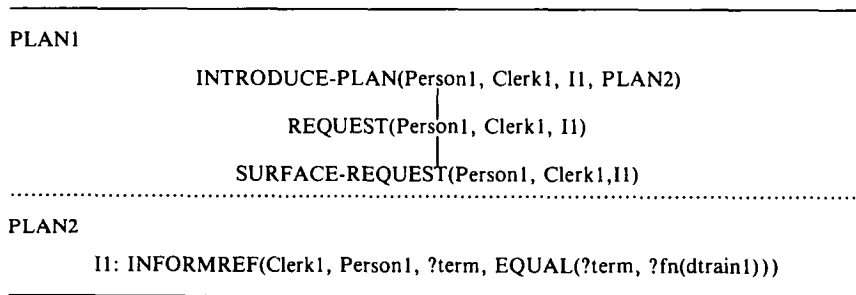 PLAN1
INTRODUCE-PLAN(Person1, Clerk1, I1, PLAN2)
REQUEST(Person1, Clerk1, I1)
SURFACE-REQUEST(Person1, Clerk1,I1)
PLAN2
I1: INFORMREF(Clerk1, Person1, ?term, EQUAL(?term, ?fn(dtrain1)))